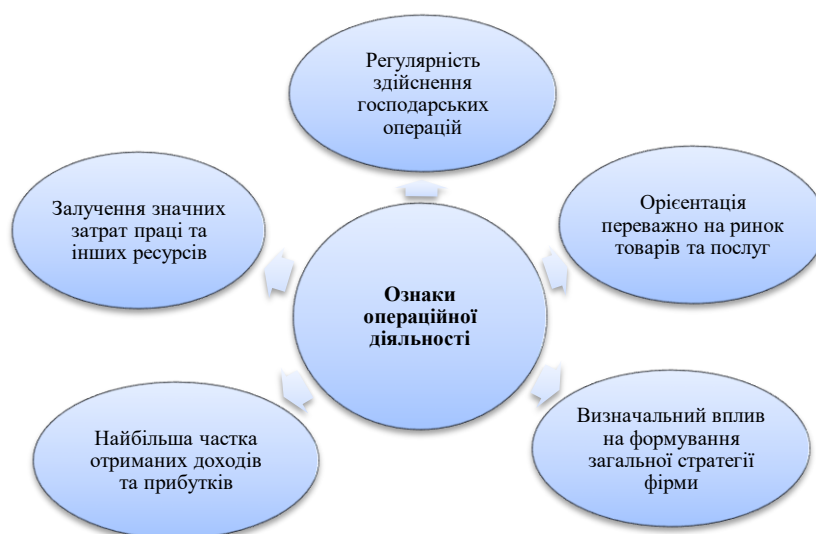 Регулярність
здійснення
господарських
операцій
Залучення значних
затрат праці та
інших ресурсів
Орієнтація
переважно на ринок
товарів та послуг
Ознаки
операційної
діяльності
Найбільша частка
отриманих доходів
та прибутків
Визначальний вплив
на формування
загальної стратегії
фірми